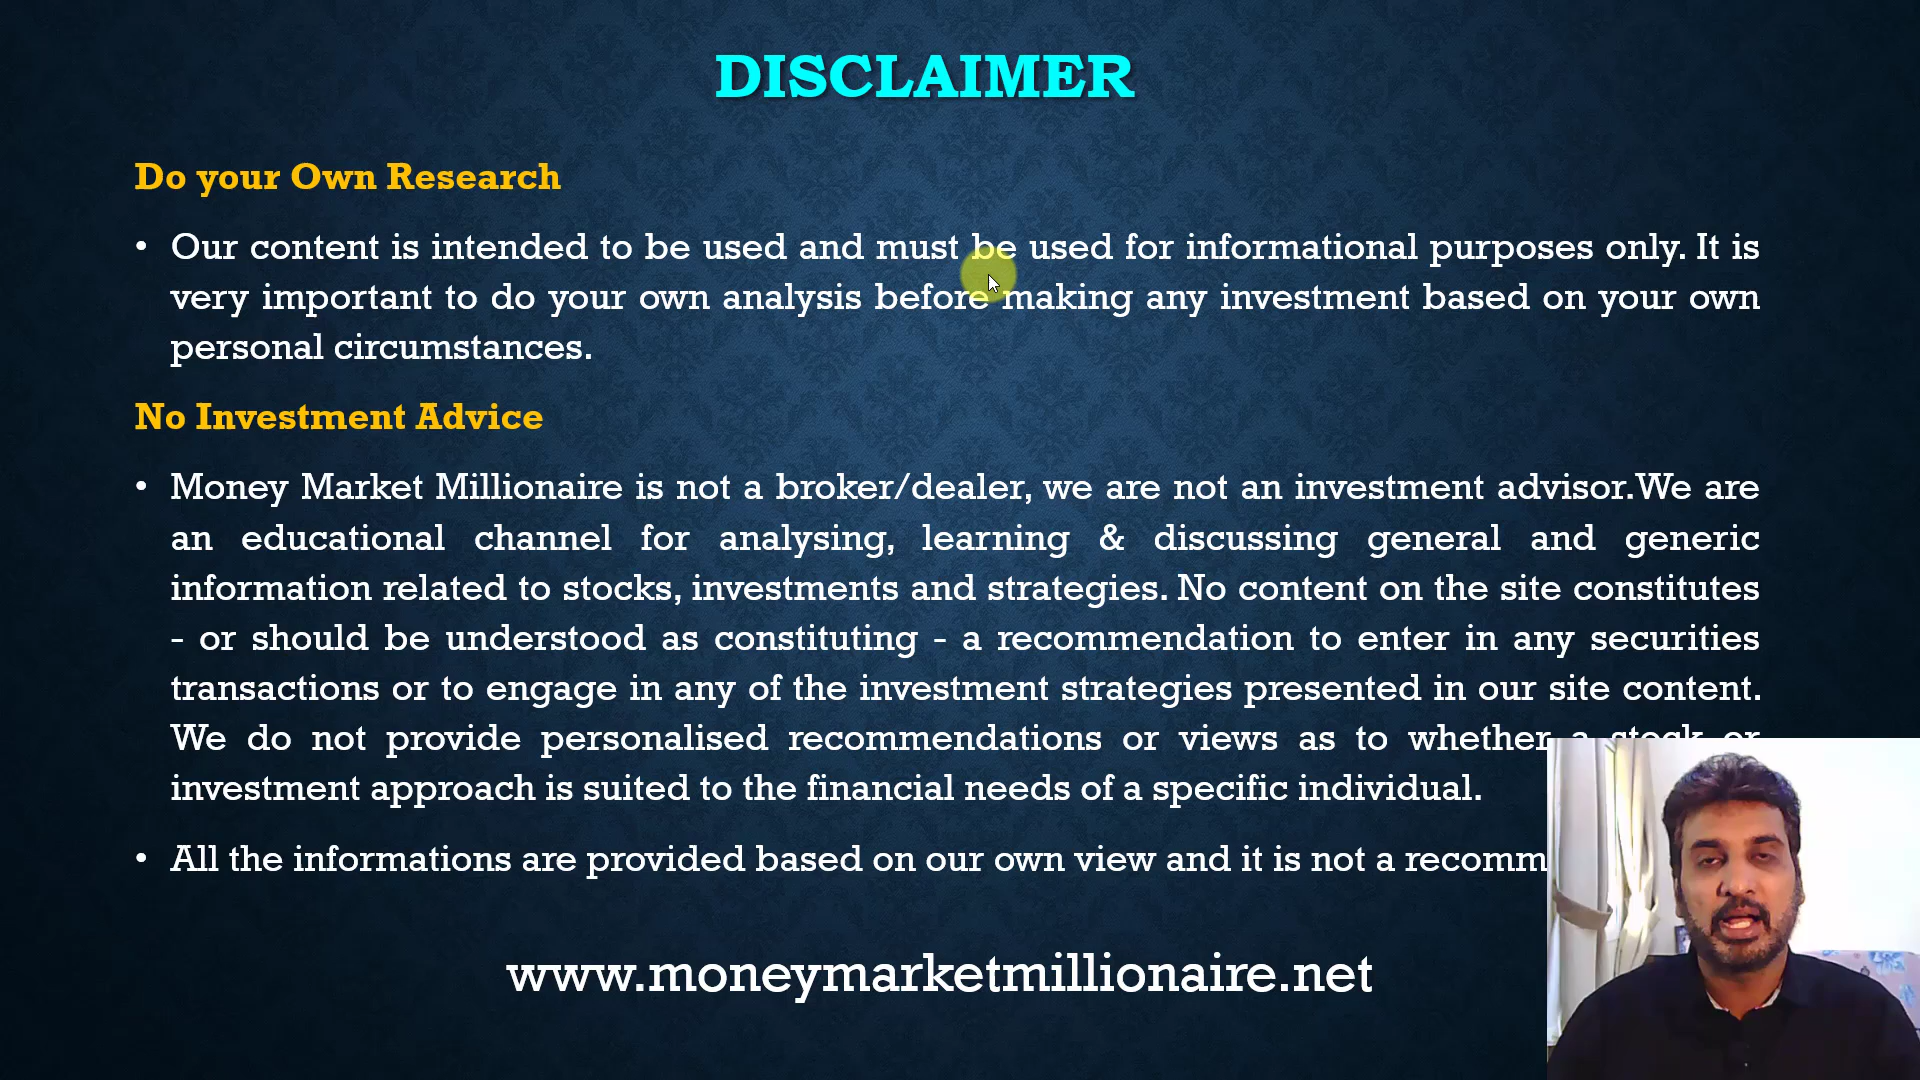 DISCLAIMER
Do your Own Research
• Our content is intended to be used and must be used for informational purposes only. It is
very important to do your own analysis before making any investment based on your own
personal circumstances.
No Investment Advice
• Money Market Millionaire is not a broker/dealer, we are not an investment advisor.We are
an educational channel for analysing, learning & discussing general and generic
information related to stocks, investments and strategies. No content on the site constitutes
- or should be understood as constituting - a recommendation to enter in any securities
transactions or to engage in any of the investment strategies presented in our site content.
We do not provide personalised recommendations or views as to whether a stock or
investment approach is suited to the financial needs of a specific individual.
• All the informations are provided based on our own view and it is not a recomm
www.moneymarketmillionaire.net